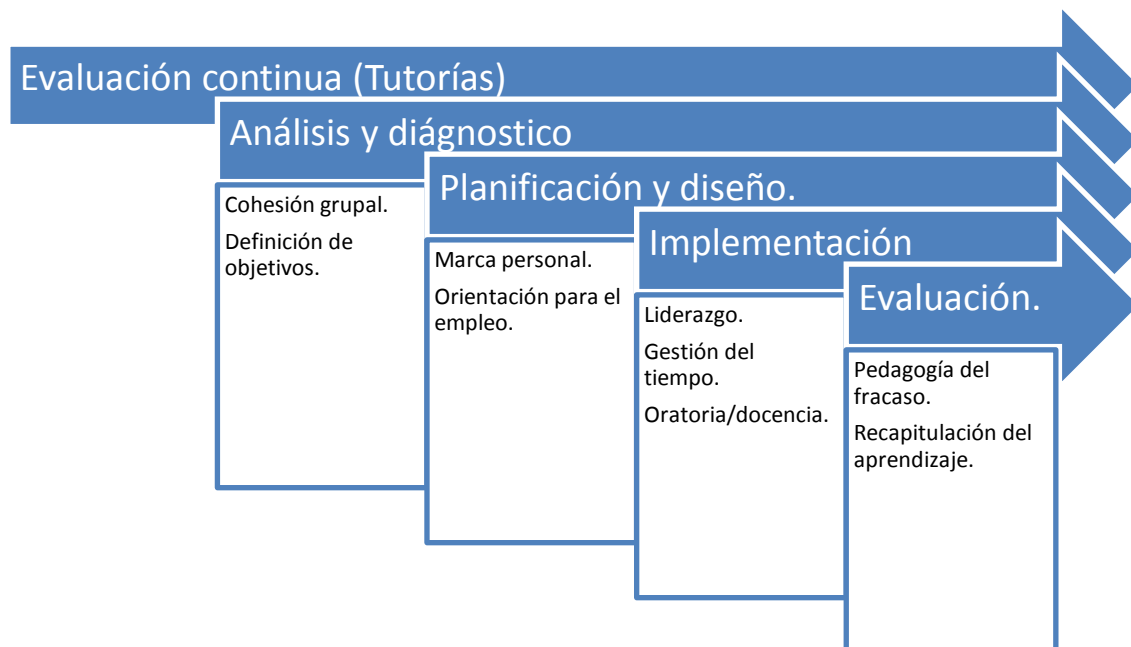 Evaluación continua (Tutorías)
Análisis y diágnostico
Cohesión grupal.
Definición de
objetivos.
Planificación y diseño.
Marca personal.
Orientación para el
empleo.
Implementación
Liderazgo.
Gestión del
tiempo.
Oratoria/docencia.
Evaluación.
Pedagogía del
fracaso.
Recapitulación del
aprendizaje.